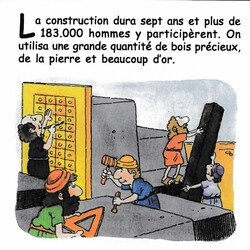 La construction dura sept ans et plus de
183.000 hommes y participèrent. On
utilisa une grande quantité de bois précieux,
de la pierre et beaucoup d'or.